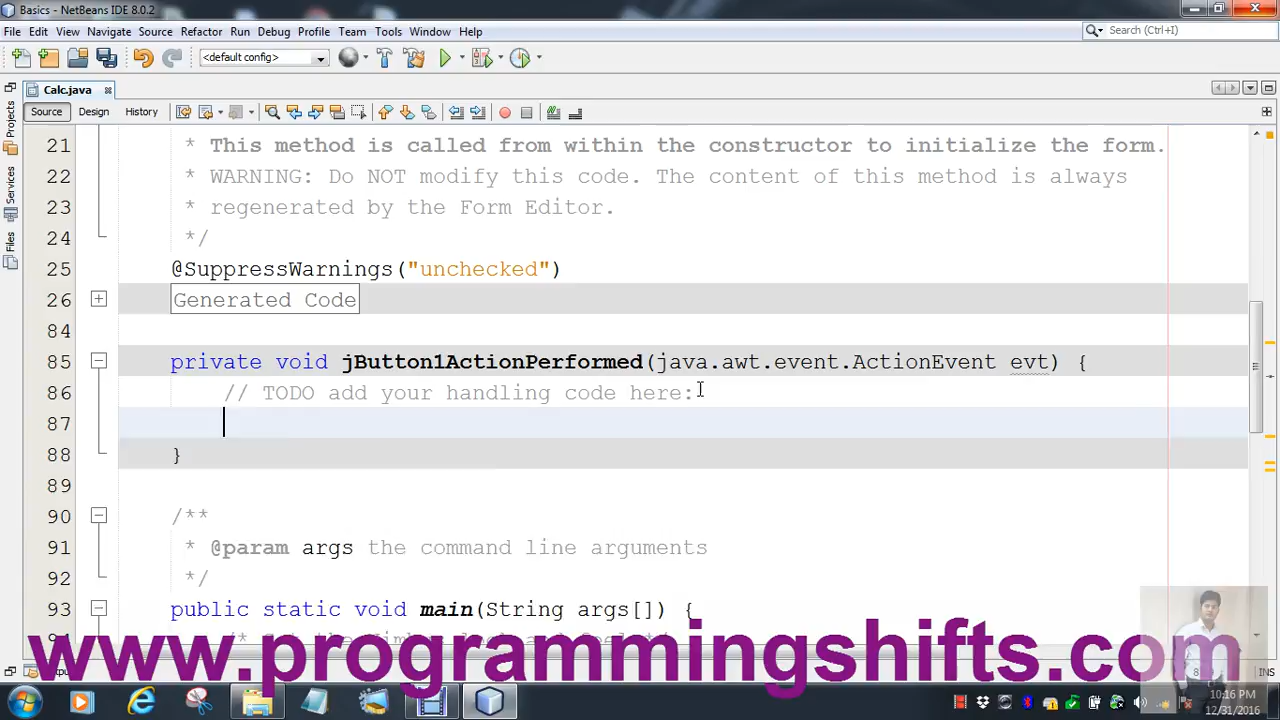 Basics - NetBeans IDE 8.0.2
File Edit View Navigate Source Refactor Run Debug Profile Team Tools Window Help
Search (Ctrl+I)
<default config>
Calc.java
Source Design History
Projects
Services
Files
21 * This method is called from within the constructor to initialize the form.
22 * WARNING: Do NOT modify this code. The content of this method is always
23 * regenerated by the Form Editor.
24 */
25 @SuppressWarnings("unchecked")
26 Generated Code
84
85 private void jButton1ActionPerformed(java.awt.event.ActionEvent evt) {
86 // TODO add your handling code here:
87
88 }
89
90 /**
91 * @param args the command line arguments
92 */
93 public static void main(String args[]) {
www.programmingshifts.com
INS
10:16 PM
12/31/2016